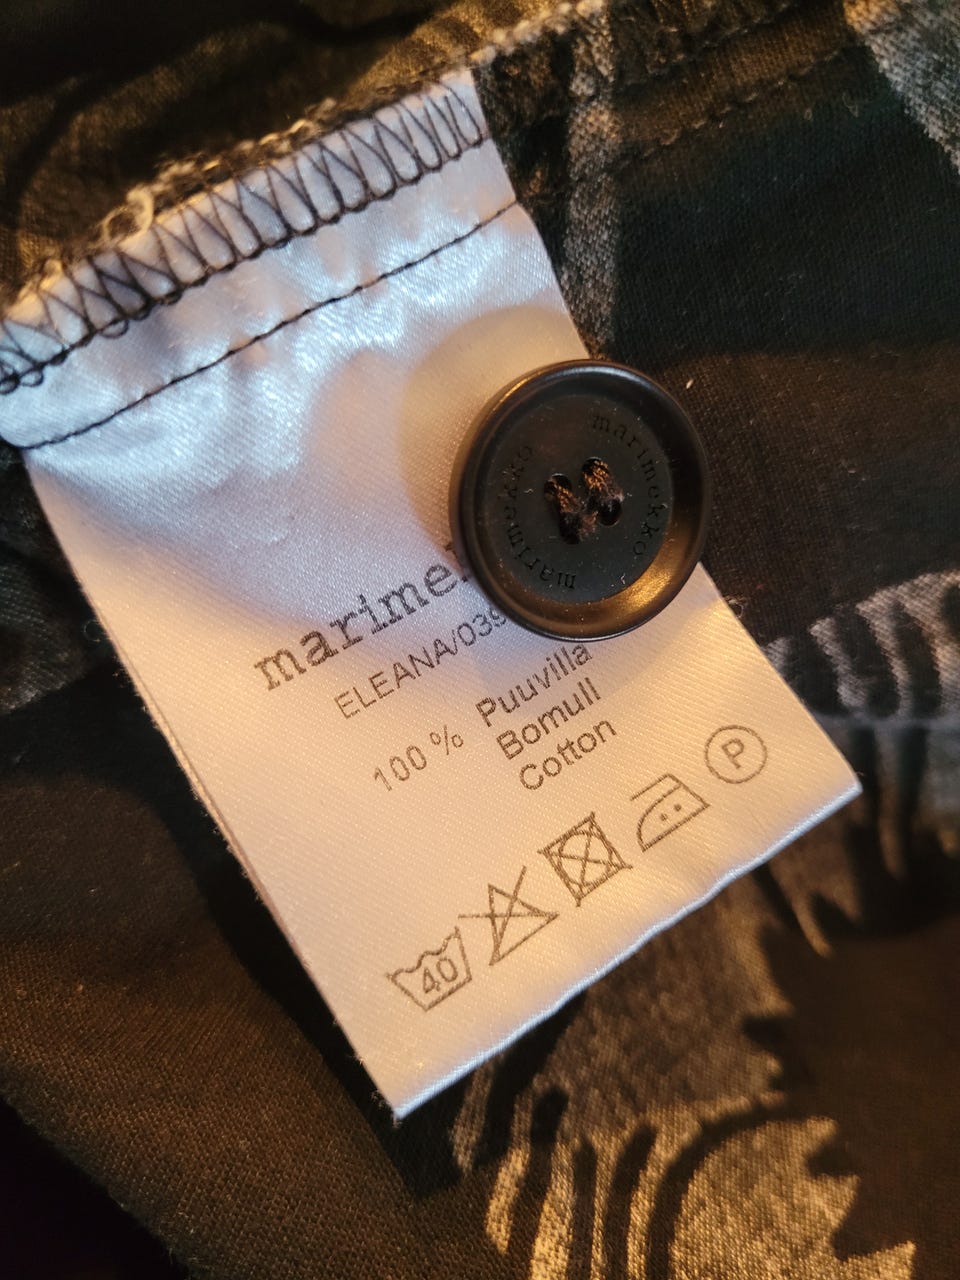 marimekko
marimekko
marime
ELEANA/039
100 % Puuvilla
Bomull
Cotton
40
P